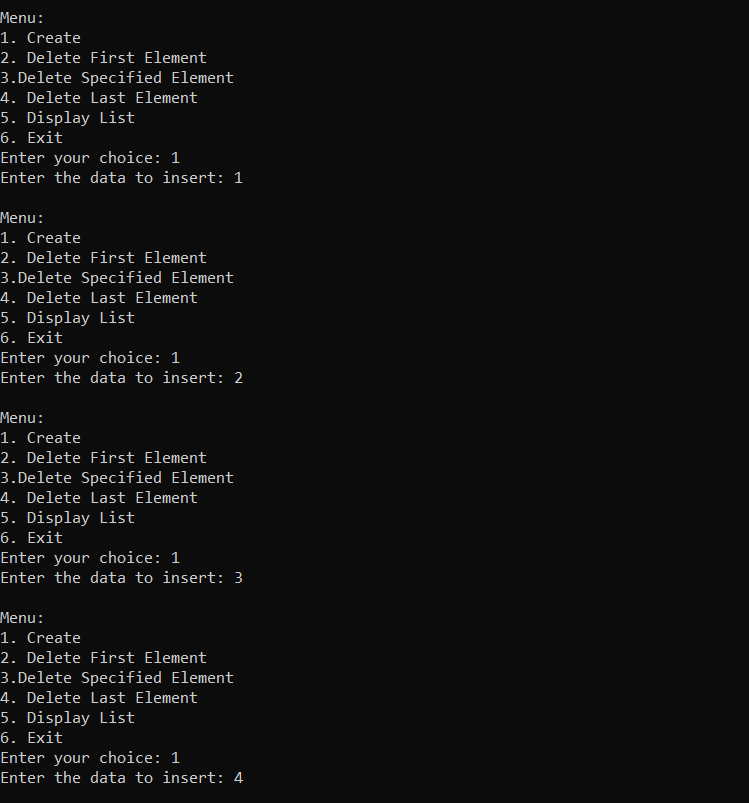 Menu:
1. Create
2. Delete First Element
3.Delete Specified Element
4. Delete Last Element
5. Display List
6. Exit
Enter your choice: 1
Enter the data to insert: 1
Menu:
1. Create
2. Delete First Element
3.Delete Specified Element
4. Delete Last Element
5. Display List
6. Exit
Enter your choice: 1
Enter the data to insert: 2
Menu:
1. Create
2. Delete First Element
3.Delete Specified Element
4. Delete Last Element
5. Display List
6. Exit
Enter your choice: 1
Enter the data to insert: 3
Menu:
1. Create
2. Delete First Element
3.Delete Specified Element
4. Delete Last Element
5. Display List
6. Exit
Enter your choice: 1
Enter the data to insert: 4